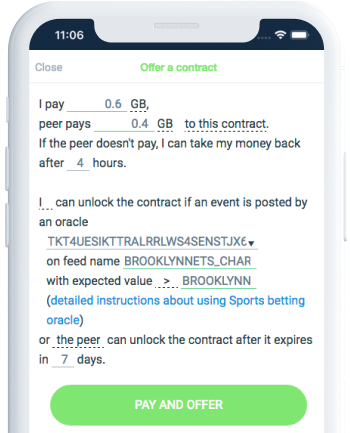 11:06
Close Offer a contract
I pay 0.6 GB,
peer pays 0.4 GB to this contract.
If the peer doesn't pay, I can take my money back
after 4 hours.
I can unlock the contract if an event is posted by
an oracle
TKT4UESIKTTRALRRLWS4SENSTJX6
on feed name BROOKLYNNETS_CHAR
with expected value > BROOKLYNN
(detailed instructions about using Sports betting
oracle)
or the peer can unlock the contract after it expires
in 7 days.
PAY AND OFFER